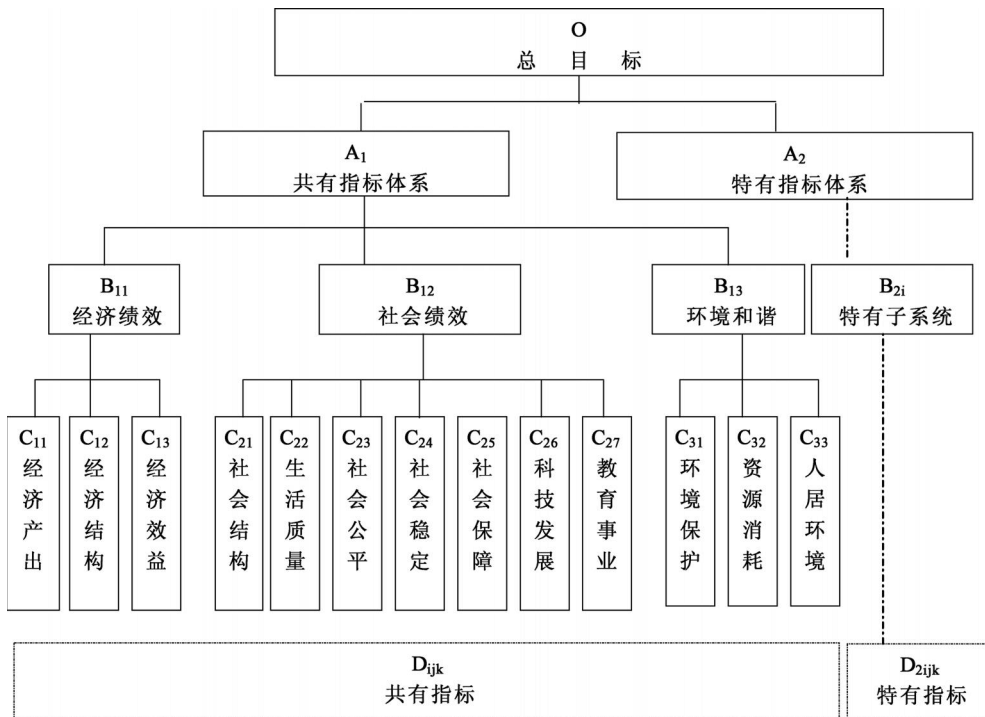 O
总 目 标
A₁
共有指标体系
A₂
特有指标体系
B₁₁
经济绩效
B₁₂
社会绩效
B₁₃
环境和谐
B₂ᵢ
特有子系统
C₁₁
经济产出
C₁₂
经济结构
C₁₃
经济效益
C₂₁
社会结构
C₂₂
生活质量
C₂₃
社会公平
C₂₄
社会稳定
C₂₅
社会保障
C₂₆
科技发展
C₂₇
教育事业
C₃₁
环境保护
C₃₂
资源消耗
C₃₃
人居环境
Dᵢⱼₖ
共有指标
D₂ᵢⱼₖ
特有指标